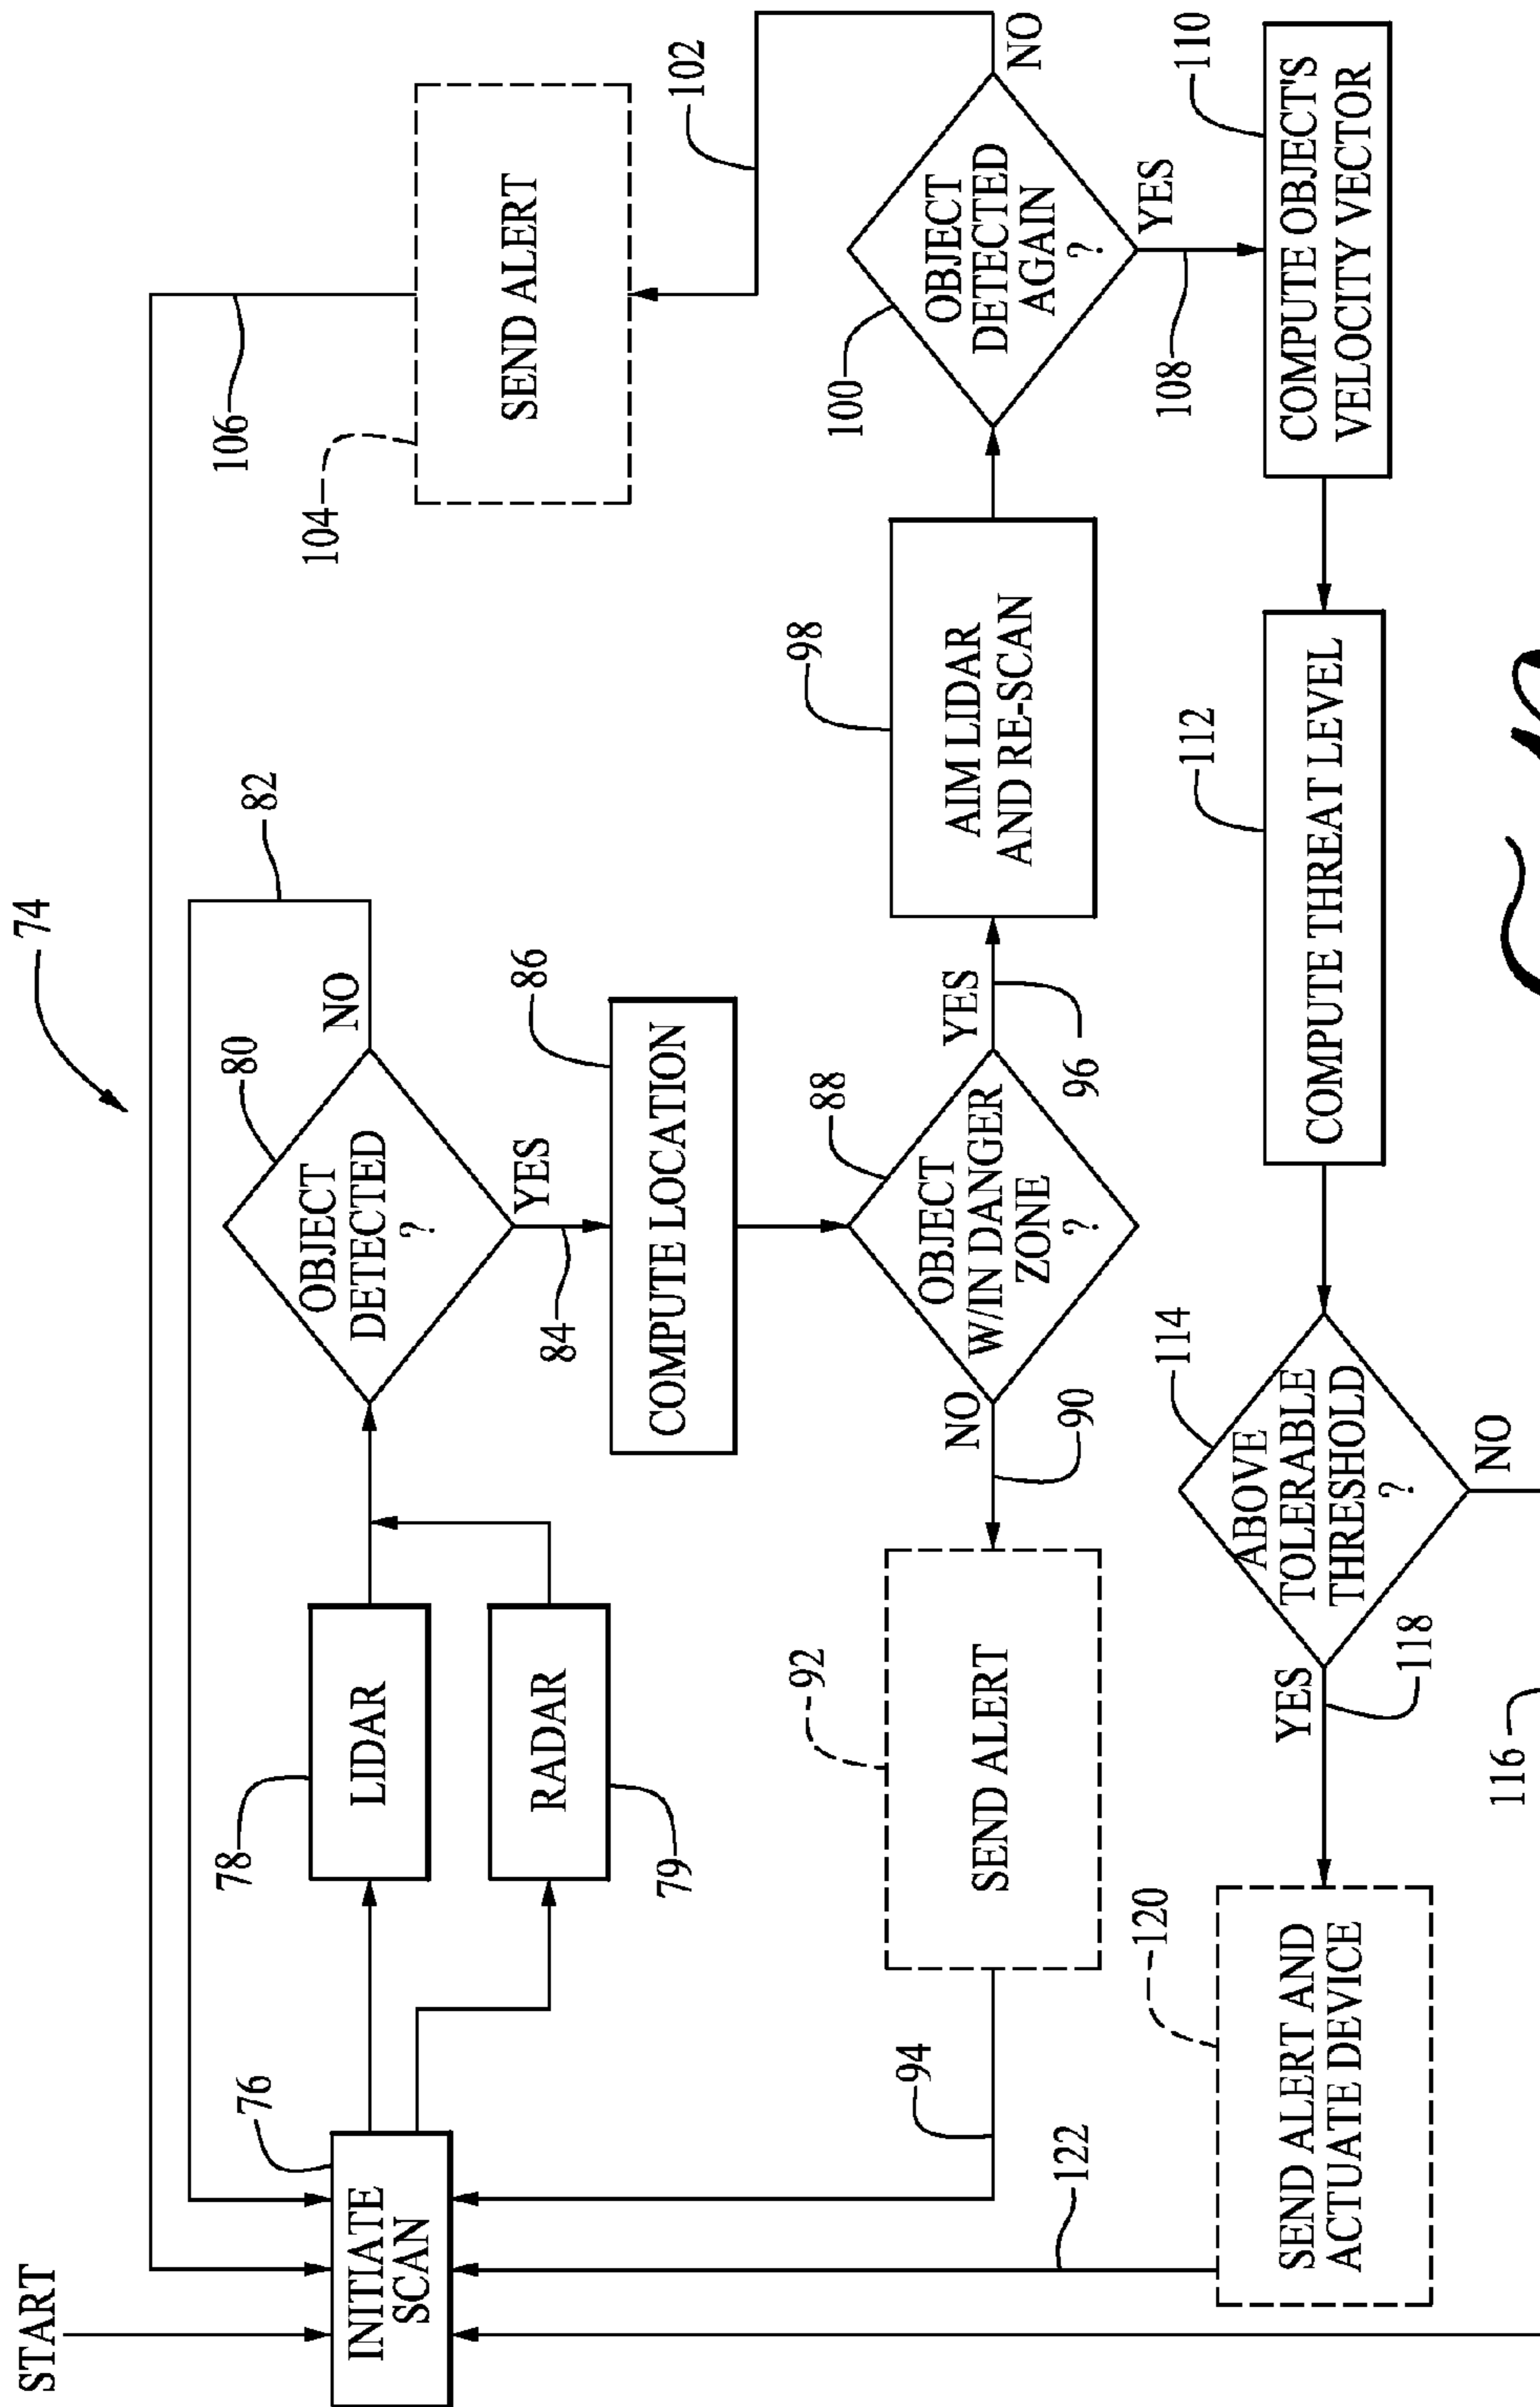 74
START
106
102
104
SEND ALERT
76
INITIATE
SCAN
78
LIDAR
79
RADAR
80
OBJECT
DETECTED
?
NO
82
YES
84
86
COMPUTE LOCATION
88
OBJECT
W/IN DANGER
ZONE
?
NO
90
92
SEND ALERT
94
YES
96
98
AIM LIDAR
AND RE-SCAN
100
OBJECT
DETECTED
AGAIN
?
NO
YES
108
110
COMPUTE OBJECT'S
VELOCITY VECTOR
112
COMPUTE THREAT LEVEL
114
ABOVE
TOLERABLE
THRESHOLD
?
NO
116
YES
118
120
SEND ALERT AND
ACTUATE DEVICE
122